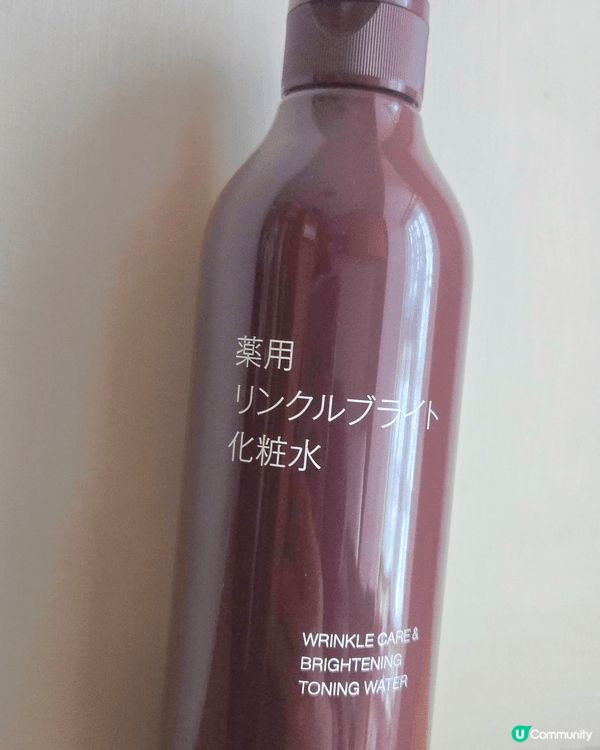 薬用
リンクルブライト
化粧水
WRINKLE CARE &
BRIGHTENING
TONING WATER
U Community